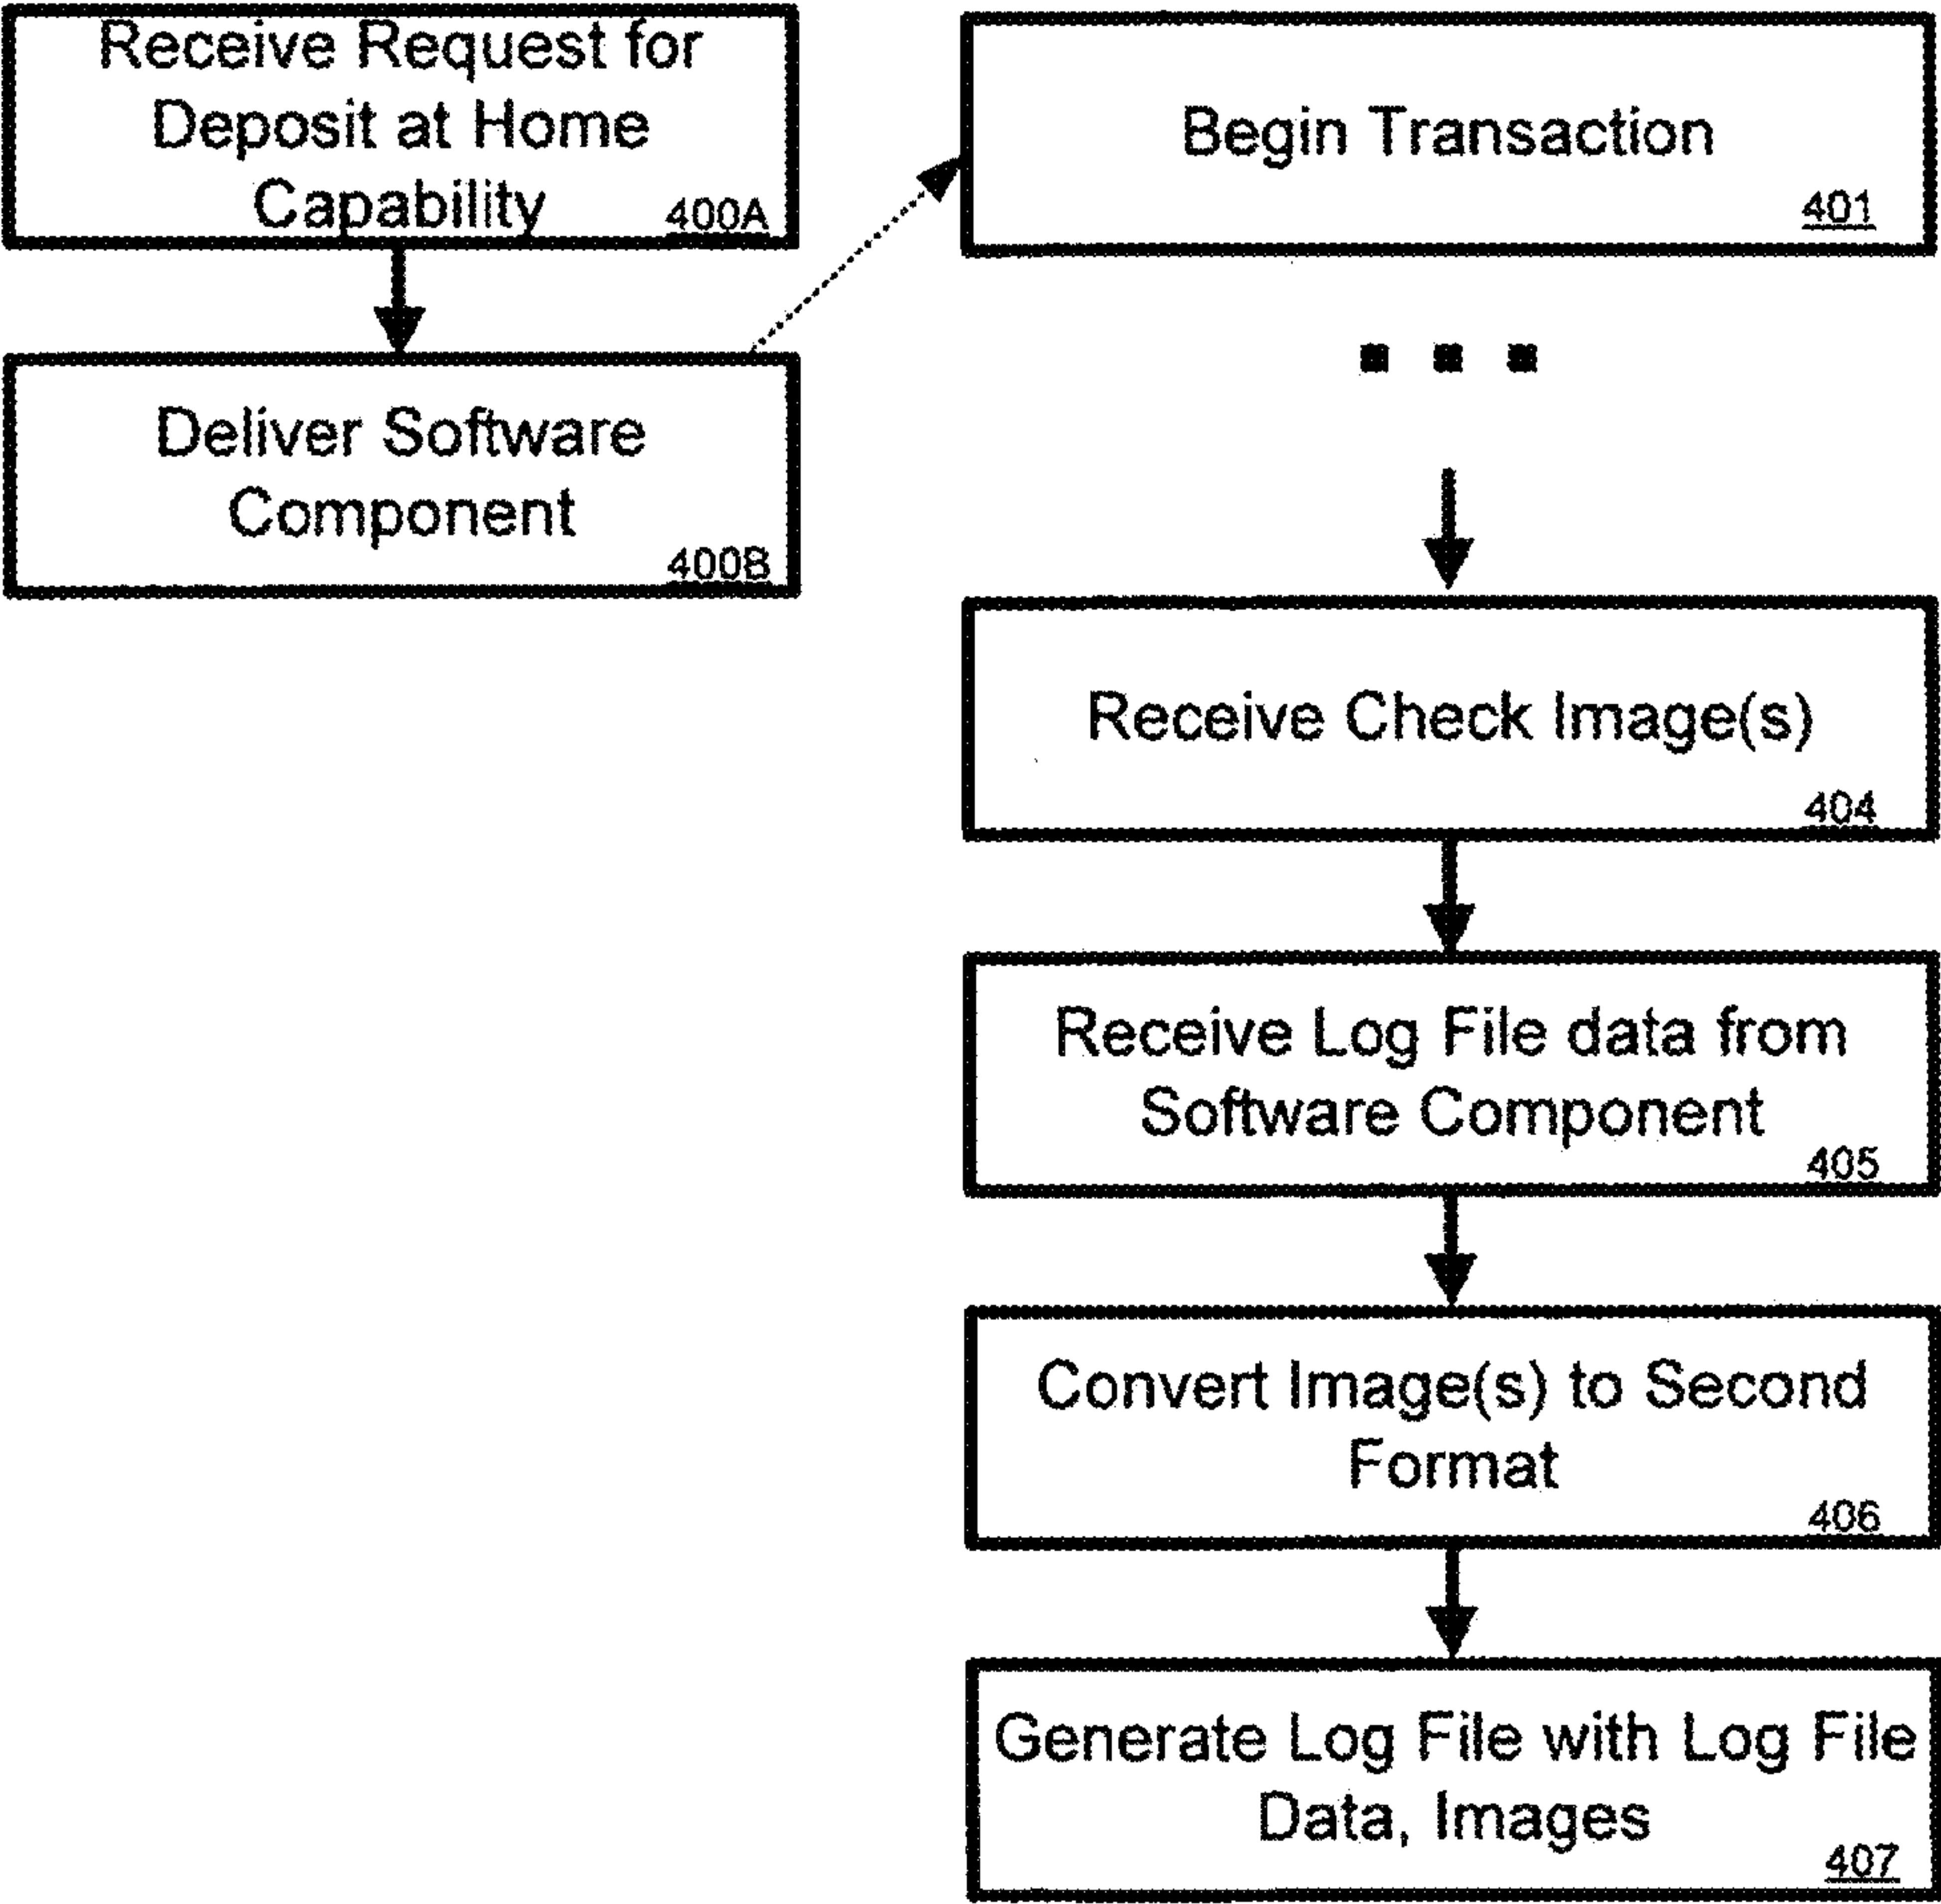 Receive Request for
Deposit at Home
Capability
400A
Deliver Software
Component
400B
Begin Transaction
401
Receive Check Image(s)
404
Receive Log File data from
Software Component
405
Convert Image(s) to Second
Format
406
Generate Log File with Log File
Data, Images
407